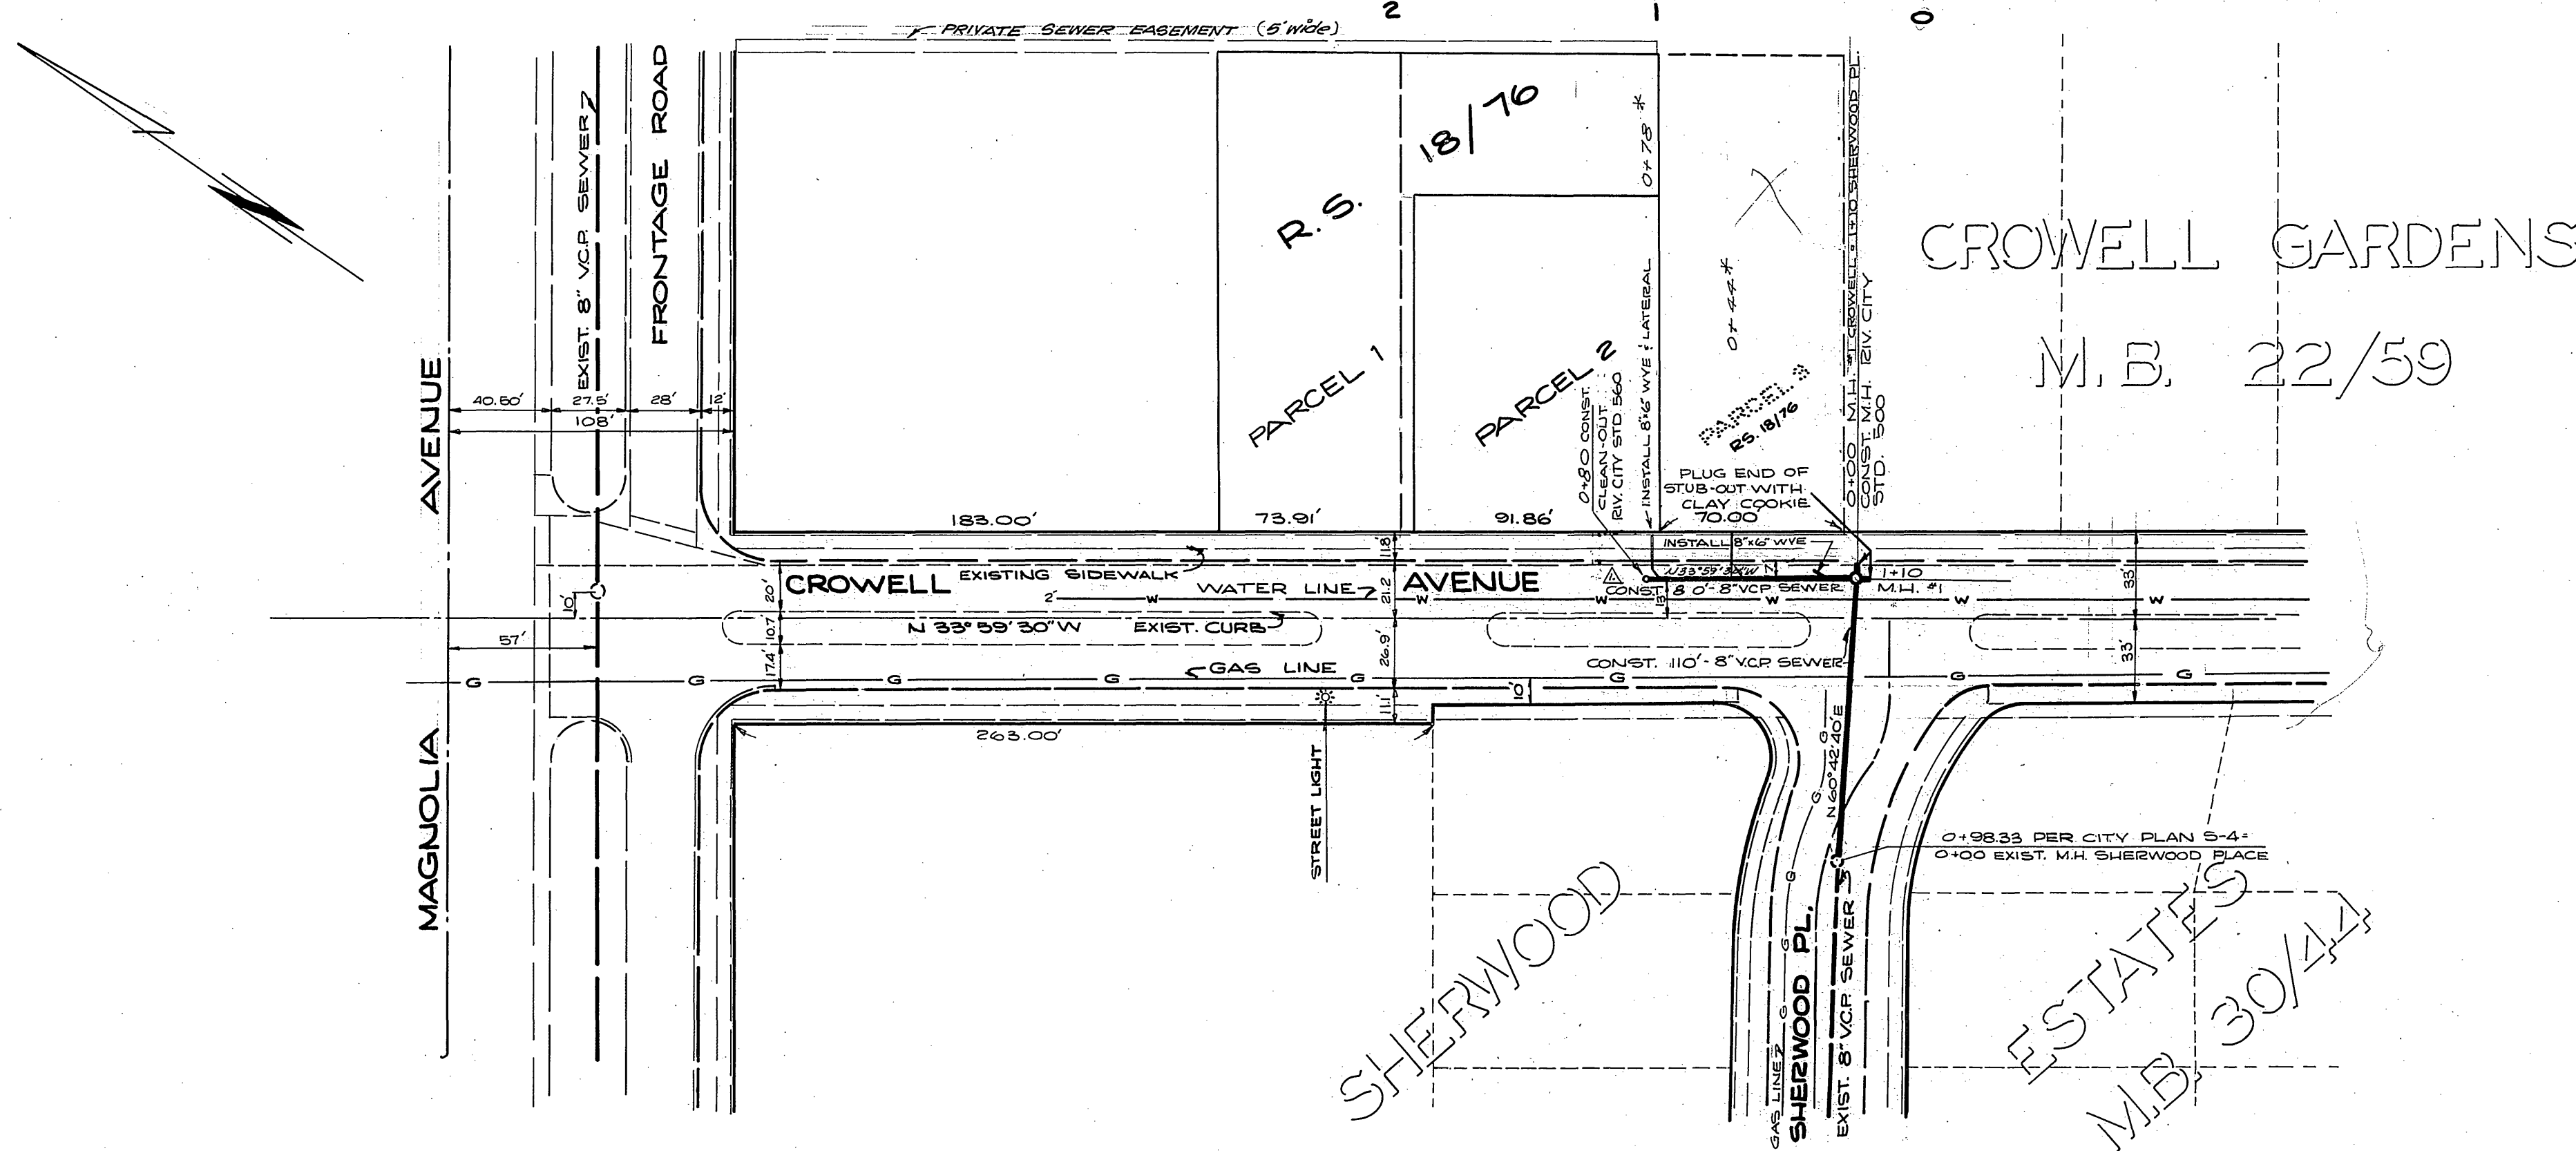 2
1
0
PRIVATE SEWER EASEMENT (5' wide)
EXIST. 8" V.C.P. SEWER
FRONTAGE ROAD
R.S.
18/76
0+78 *
0+44 *
0+00 M.H. #1 CROWELL = 1+10 SHERWOOD PL.
CONST. M.H. RIV. CITY
STD. 500
CROWELL GARDENS
M.B. 22/59
PARCEL 1
PARCEL 2
PARCEL 3
RS. 18/76
0+80 CONST.
CLEAN-OUT
RIV. CITY STD. 560
INSTALL 8"x6" WYE & LATERAL
PLUG END OF
STUB-OUT WITH
CLAY COOKIE
40.50'
27.5'
28'
12'
108'
183.00'
73.91'
91.86'
70.00'
INSTALL 8"x6" WYE
CROWELL
AVENUE
EXISTING SIDEWALK
WATER LINE
2'
W
W
W
W
W
W
11.8
21.2
20'
10.7
17.4'
10'
57'
N 33° 59' 30" W
EXIST. CURB
26.9'
11.1
CONST. 80'-8" V.C.P. SEWER
13'
1+10
M.H. #1
33'
33'
CONST. 110'-8" V.C.P. SEWER
GAS LINE
G
G
G
G
G
G
G
G
10'
263.00'
STREET LIGHT
MAGNOLIA
AVENUE
N 60° 42' 40" E
G
G
G
G
G
0+98.33 PER CITY PLAN S-4=
0+00 EXIST. M.H. SHERWOOD PLACE
SHERWOOD
ESTATES
M.B. 30/44
GAS LINE
SHERWOOD PL.
EXIST. 8" V.C.P. SEWER